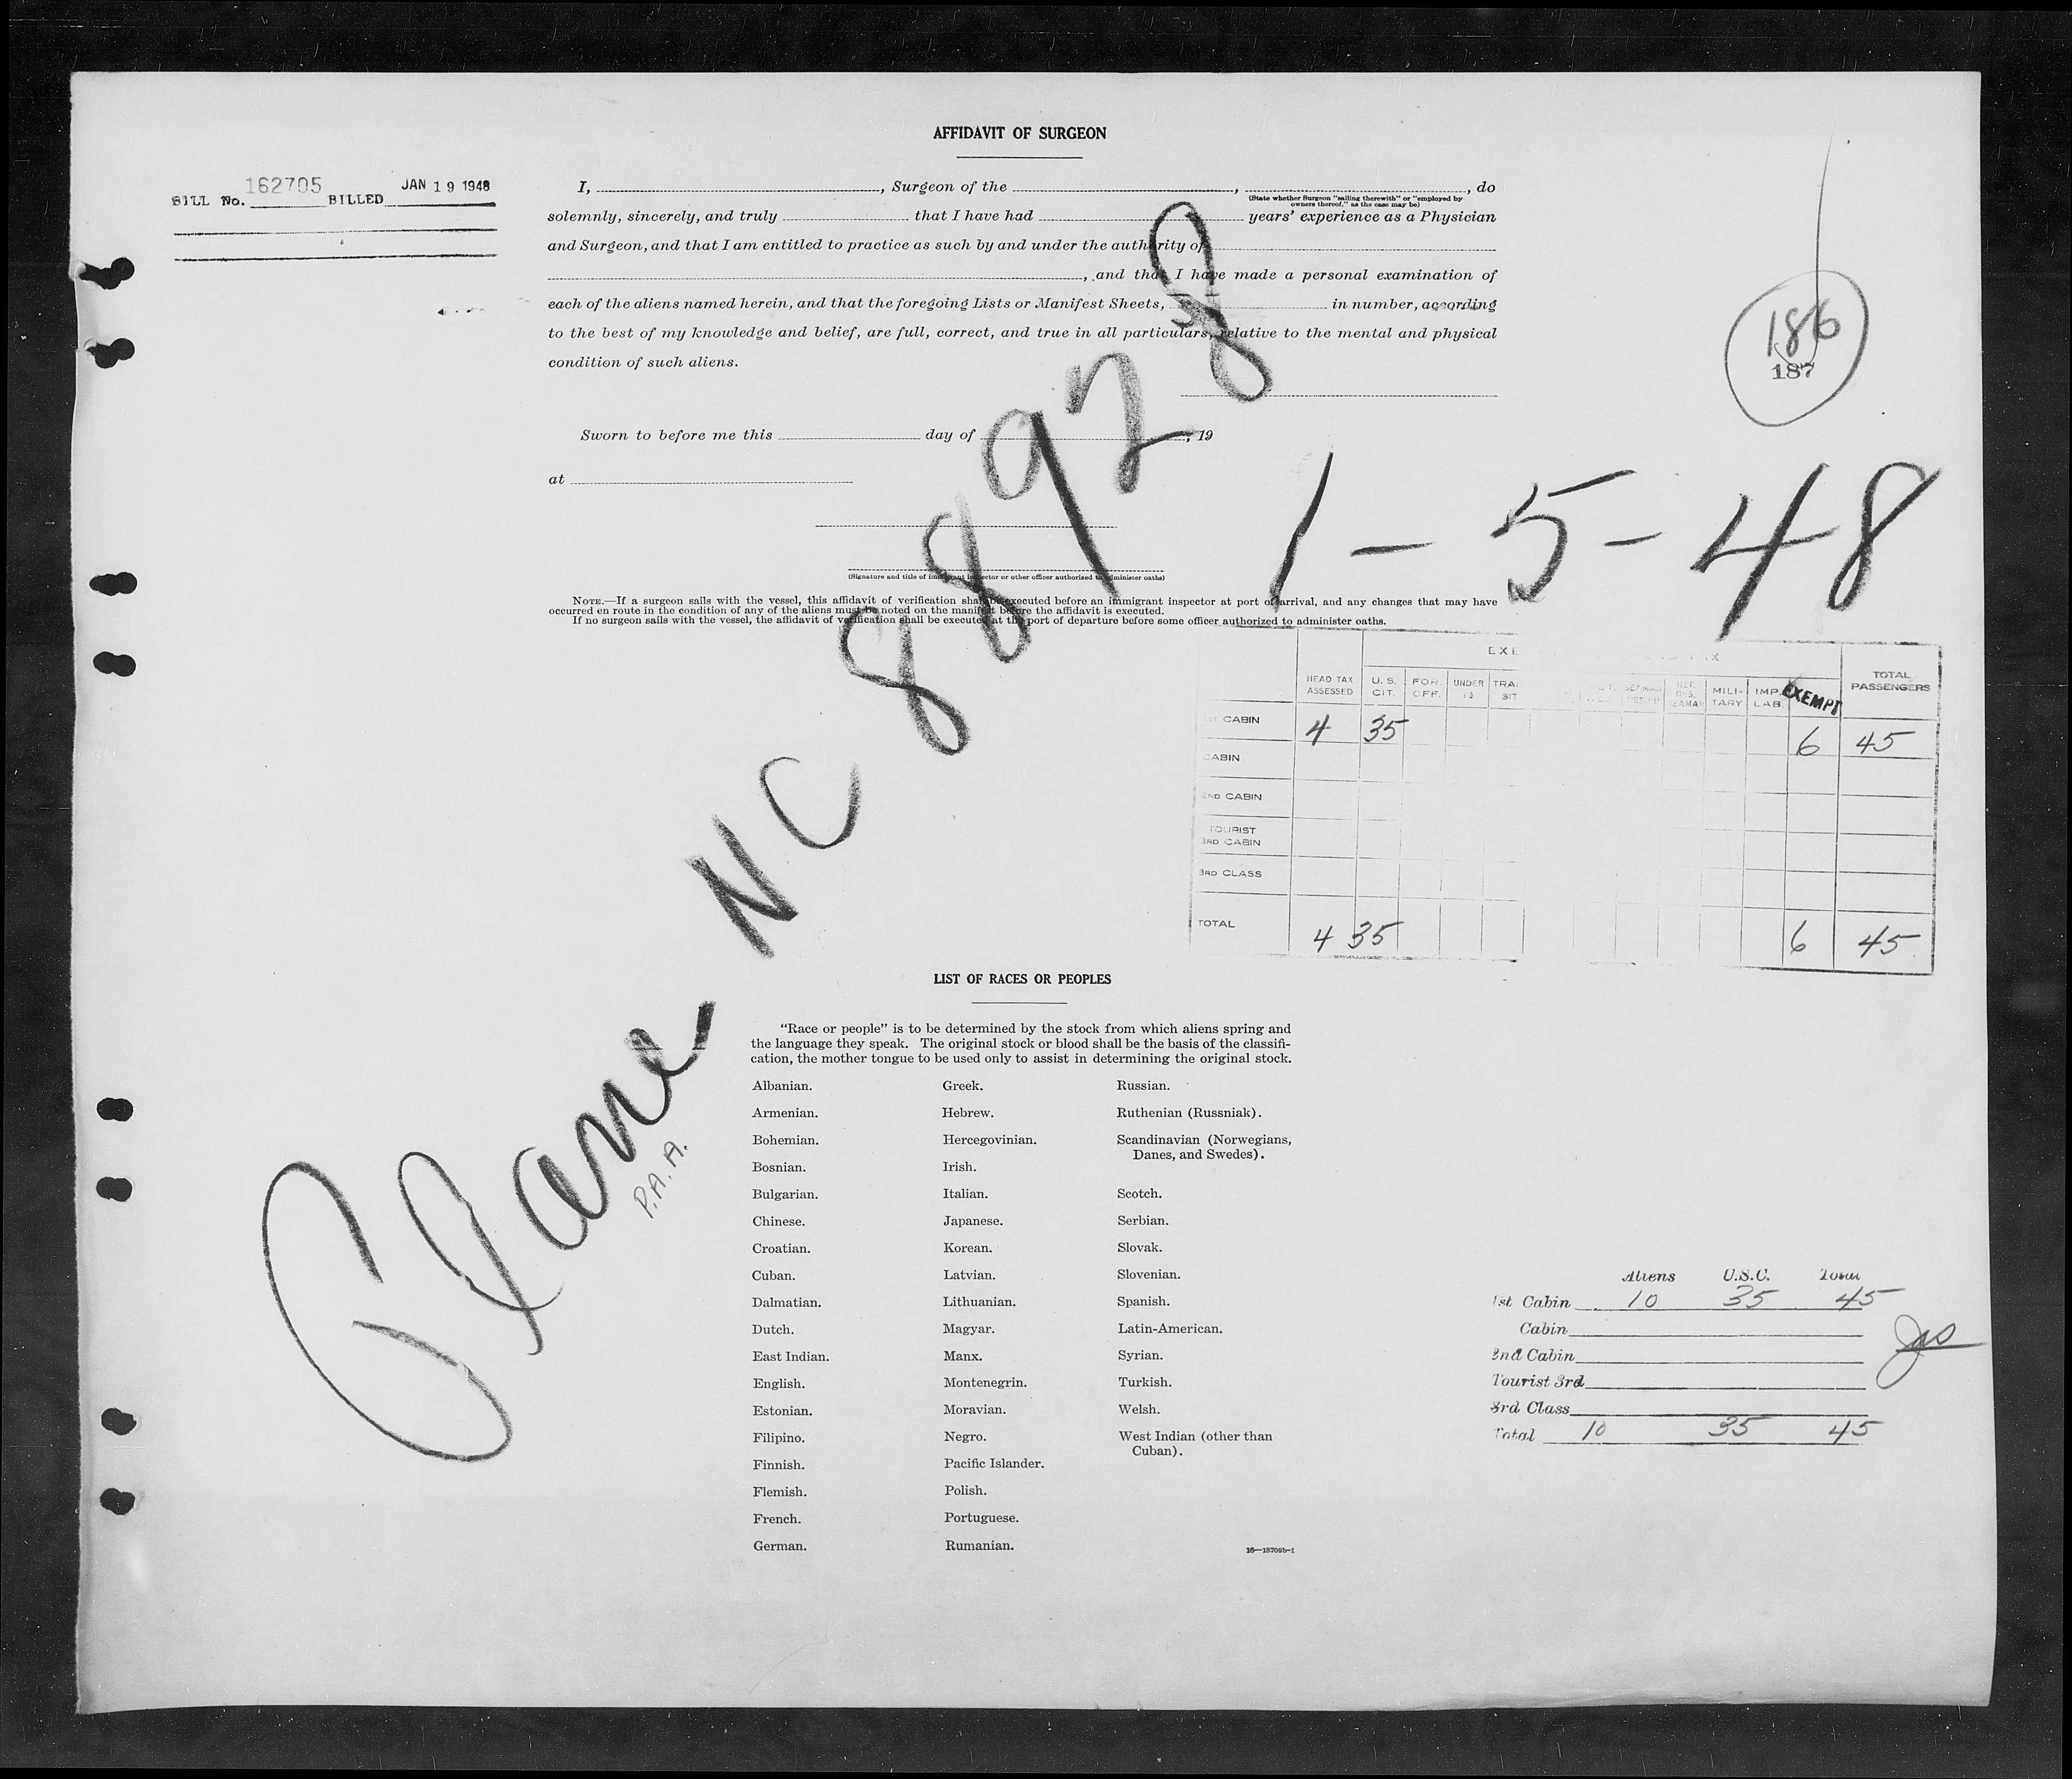 AFFIDAVIT OF SURGEON
BILL No. 162705 BILLED JAN 19 1948
I, , Surgeon of the , , do
(State whether Surgeon "sailing therewith" or "employed by
owners thereof," as the case may be)
solemnly, sincerely, and truly that I have had years' experience as a Physician
and Surgeon, and that I am entitled to practice as such by and under the authority of
, and that I have made a personal examination of
each of the aliens named herein, and that the foregoing Lists or Manifest Sheets, in number, according
to the best of my knowledge and belief, are full, correct, and true in all particulars, relative to the mental and physical
condition of such aliens.
186
187
Sworn to before me this day of , 19
at
1-5-48
(Signature and title of immigrant inspector or other officer authorized to administer oaths)
NOTE.—If a surgeon sails with the vessel, this affidavit of verification shall be executed before an immigrant inspector at port of arrival, and any changes that may have
occurred en route in the condition of any of the aliens must be noted on the manifest before the affidavit is executed.
If no surgeon sails with the vessel, the affidavit of verification shall be executed at the port of departure before some officer authorized to administer oaths.
Plane NC 88928
P.A.A.
HEAD TAX ASSESSED U.S. CIT. FOR. OFF. UNDER 16 MILITARY IMP. LAB. EXEMPT TOTAL PASSENGERS
1ST CABIN 4 35 6 45
CABIN
2ND CABIN
TOURIST
3RD CABIN
3RD CLASS
TOTAL 4 35 6 45
LIST OF RACES OR PEOPLES
"Race or people" is to be determined by the stock from which aliens spring and
the language they speak. The original stock or blood shall be the basis of the classifi-
cation, the mother tongue to be used only to assist in determining the original stock.
Albanian.
Armenian.
Bohemian.
Bosnian.
Bulgarian.
Chinese.
Croatian.
Cuban.
Dalmatian.
Dutch.
East Indian.
English.
Estonian.
Filipino.
Finnish.
Flemish.
French.
German.
Greek.
Hebrew.
Hercegovinian.
Irish.
Italian.
Japanese.
Korean.
Latvian.
Lithuanian.
Magyar.
Manx.
Montenegrin.
Moravian.
Negro.
Pacific Islander.
Polish.
Portuguese.
Rumanian.
Russian.
Ruthenian (Russniak).
Scandinavian (Norwegians,
Danes, and Swedes).
Scotch.
Serbian.
Slovak.
Slovenian.
Spanish.
Latin-American.
Syrian.
Turkish.
Welsh.
West Indian (other than
Cuban).
16—18709b-1
Aliens U.S.C. Total
1st Cabin 10 35 45
Cabin
2nd Cabin
Tourist 3rd
3rd Class
Total 10 35 45